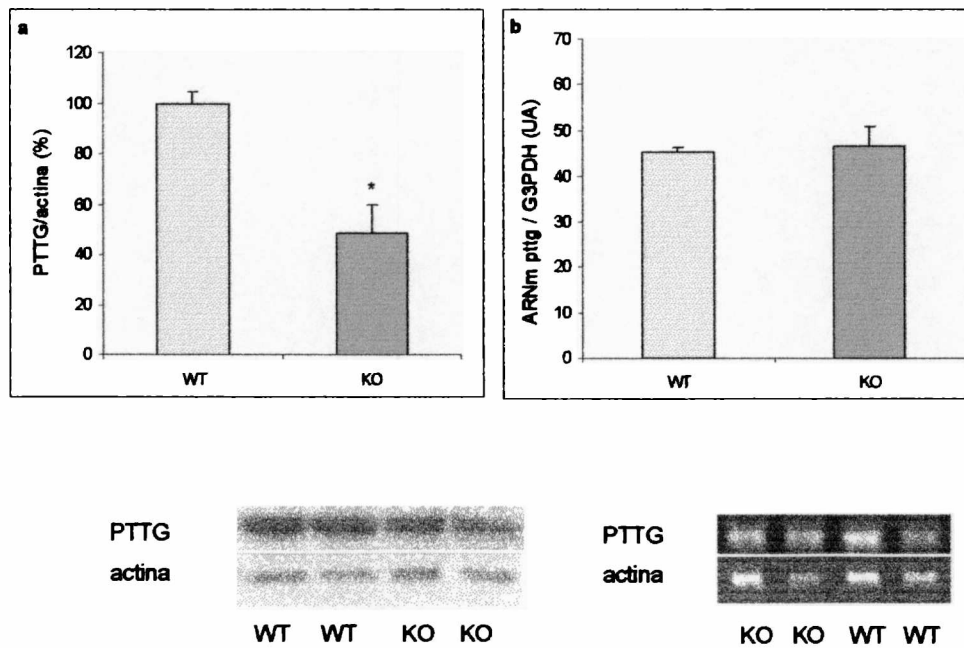 a
120
100
80
60
40
20
0
PTTG/actina (%)
*
WT KO
b
70
60
50
40
30
20
10
0
ARNm pttg / G3PDH (UA)
WT KO
PTTG
actina
WT WT KO KO
PTTG
actina
KO KO WT WT